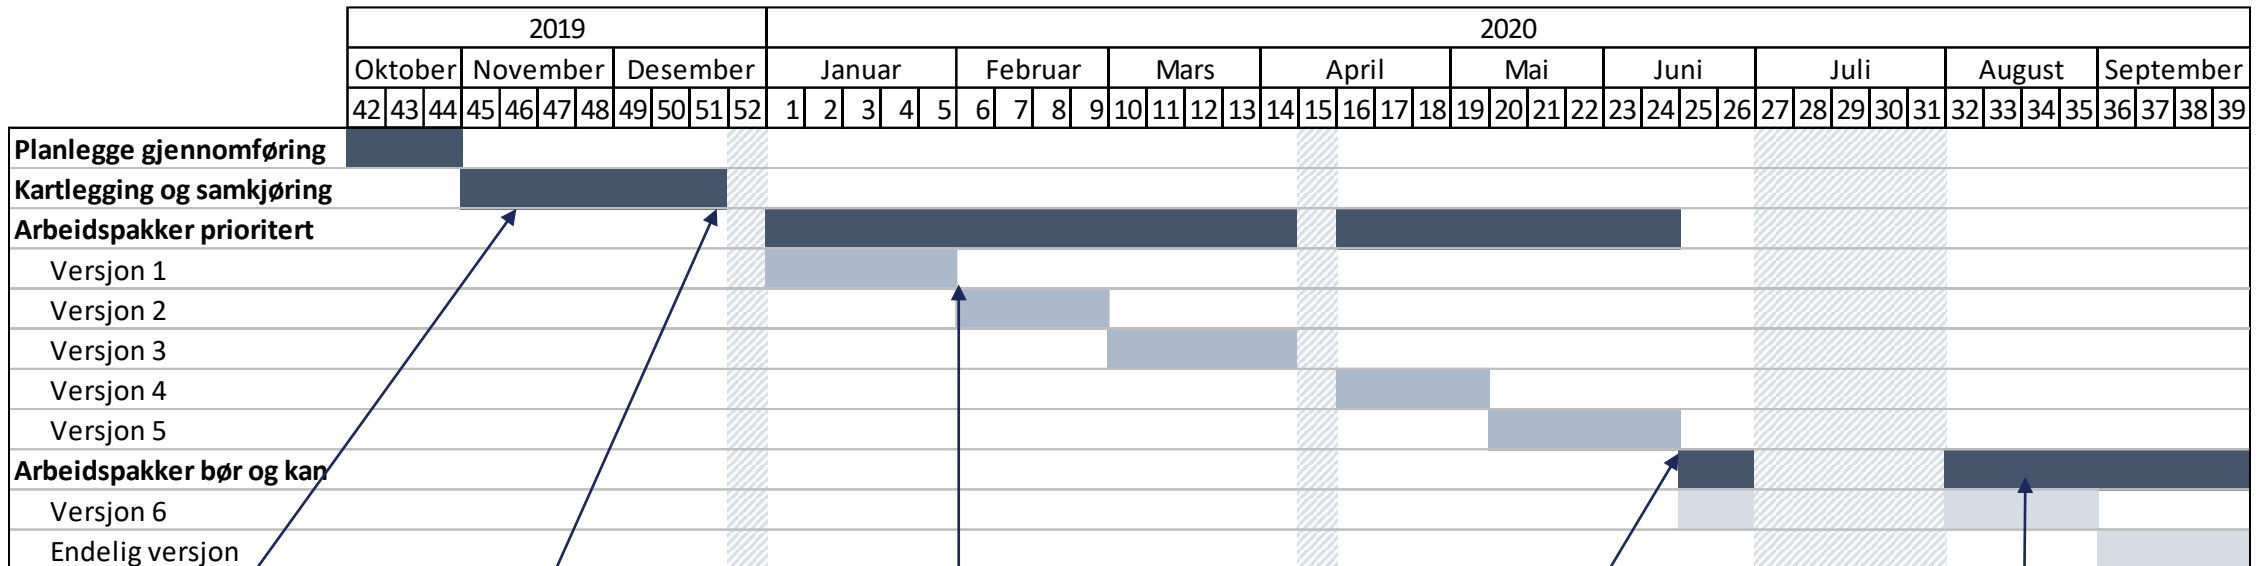 2019 2020
Oktober November Desember Januar Februar Mars April Mai Juni Juli August September
42 43 44 45 46 47 48 49 50 51 52 1 2 3 4 5 6 7 8 9 10 11 12 13 14 15 16 17 18 19 20 21 22 23 24 25 26 27 28 29 30 31 32 33 34 35 36 37 38 39
Planlegge gjennomføring
Kartlegging og samkjøring
Arbeidspakker prioritert
Versjon 1
Versjon 2
Versjon 3
Versjon 4
Versjon 5
Arbeidspakker bør og kan
Versjon 6
Endelig versjon